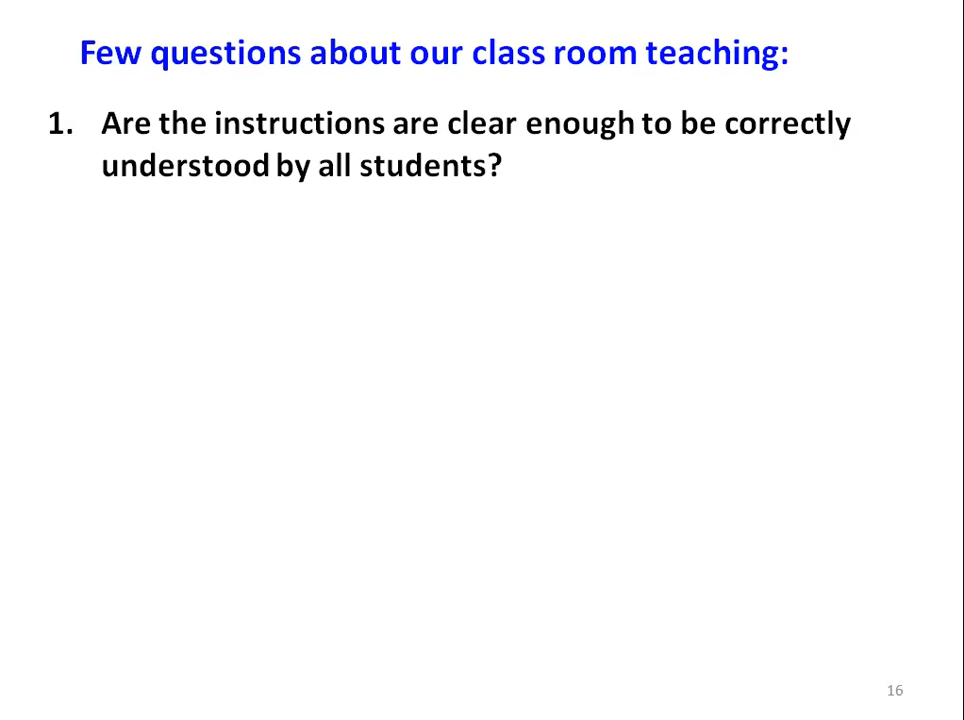 Few questions about our class room teaching:
1. Are the instructions are clear enough to be correctly
understood by all students?
16